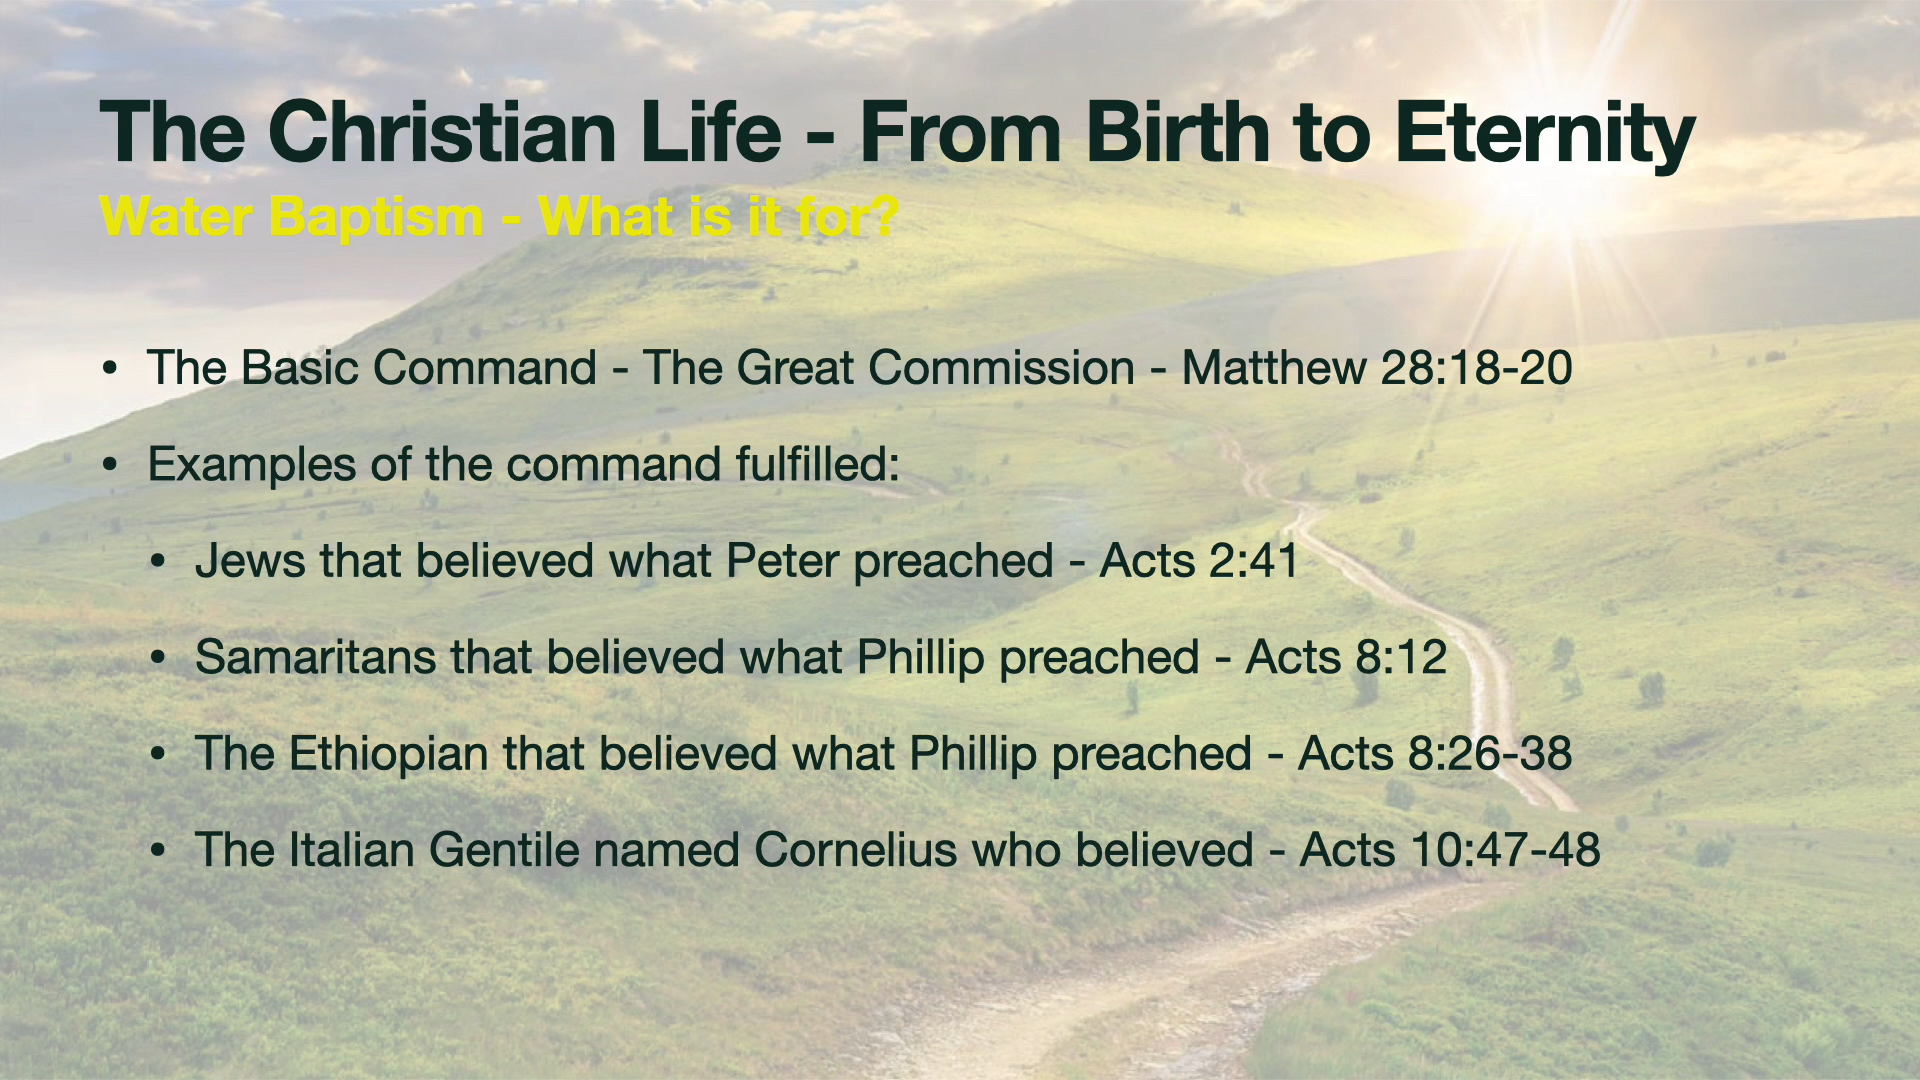 The Christian Life - From Birth to Eternity
Water Baptism - What is it for?
• The Basic Command - The Great Commission - Matthew 28:18-20
• Examples of the command fulfilled:
• Jews that believed what Peter preached - Acts 2:41
• Samaritans that believed what Phillip preached - Acts 8:12
• The Ethiopian that believed what Phillip preached - Acts 8:26-38
• The Italian Gentile named Cornelius who believed - Acts 10:47-48